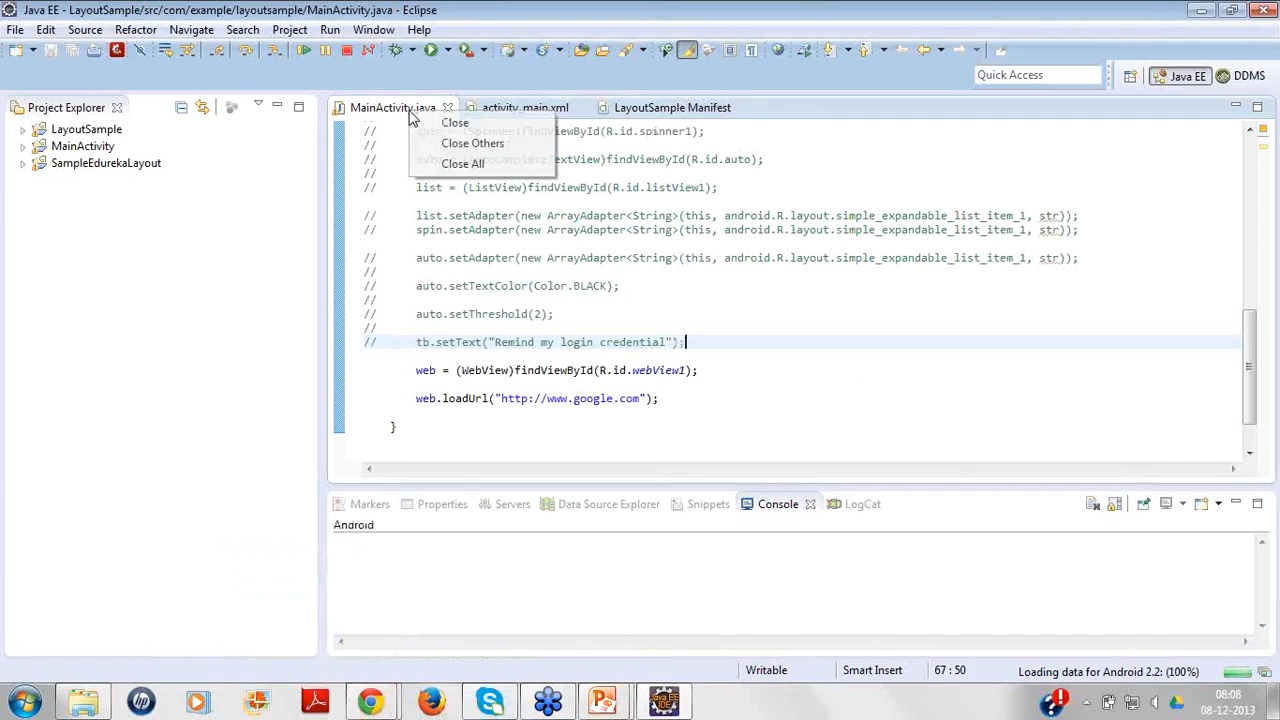 Java EE - LayoutSample/src/com/example/layoutsample/MainActivity.java - Eclipse
File Edit Source Refactor Navigate Search Project Run Window Help
Quick Access
Java EE
DDMS
Project Explorer
LayoutSample
MainActivity
SampleEdurekaLayout
MainActivity.java
activity_main.xml
LayoutSample Manifest
Close
Close Others
Close All
findViewById(R.id.spinner1);
//
// TextView)findViewById(R.id.auto);
//
// list = (ListView)findViewById(R.id.listView1);
// list.setAdapter(new ArrayAdapter<String>(this, android.R.layout.simple_expandable_list_item_1, str));
// spin.setAdapter(new ArrayAdapter<String>(this, android.R.layout.simple_expandable_list_item_1, str));
// auto.setAdapter(new ArrayAdapter<String>(this, android.R.layout.simple_expandable_list_item_1, str));
//
// auto.setTextColor(Color.BLACK);
//
// auto.setThreshold(2);
//
// tb.setText("Remind my login credential");
web = (WebView)findViewById(R.id.webView1);
web.loadUrl("http://www.google.com");
}
Markers Properties Servers Data Source Explorer Snippets Console LogCat
Android
Writable
Smart Insert
67 : 50
Loading data for Android 2.2: (100%)
08:08
08-12-2013